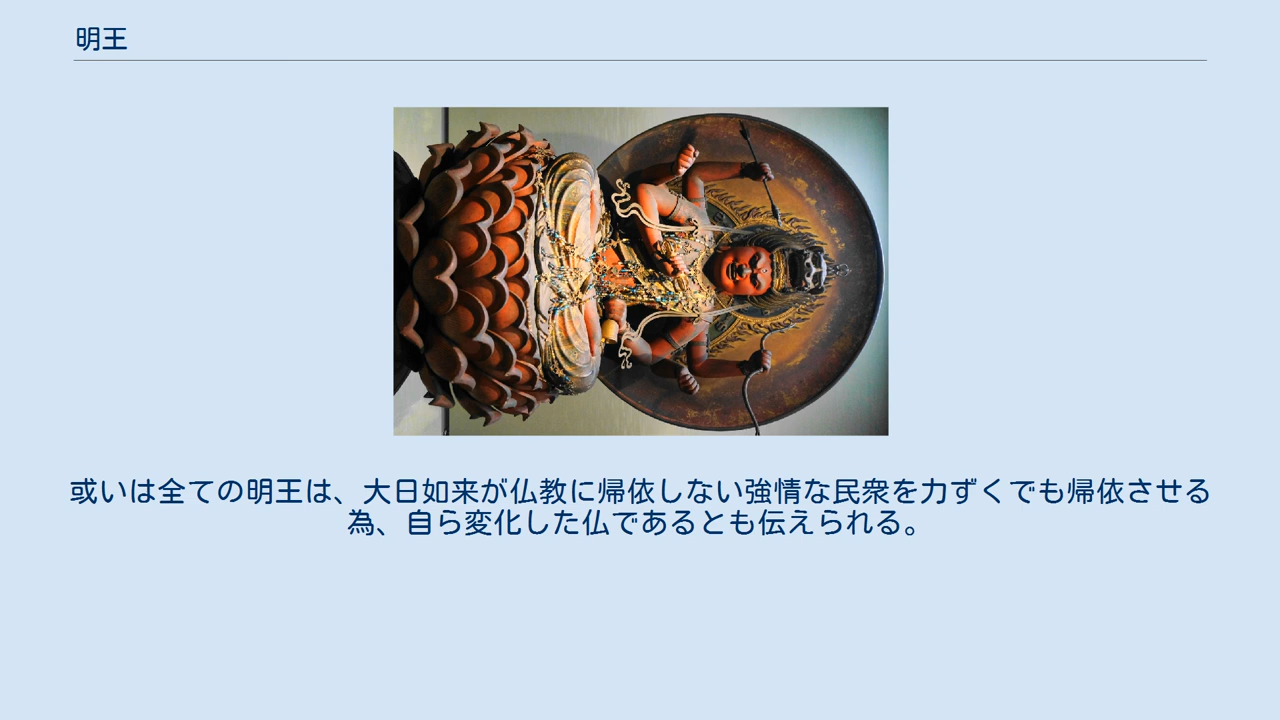 明王
或いは全ての明王は、大日如来が仏教に帰依しない強情な民衆を力ずくでも帰依させる
為、自ら変化した仏であるとも伝えられる。